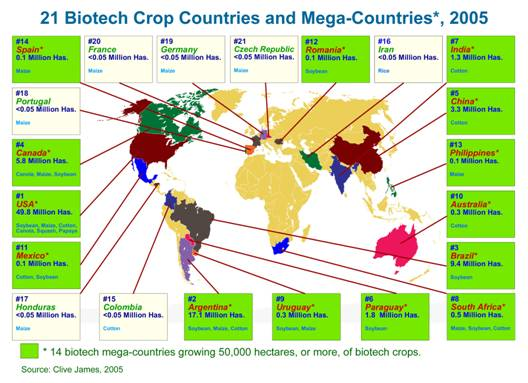 21 Biotech Crop Countries and Mega-Countries*, 2005
#14
Spain*
0.1 Million Has.
Maize
#20
France
<0.05 Million Has.
Maize
#19
Germany
<0.05 Million Has.
Maize
#21
Czech Republic
<0.05 Million Has.
Maize
#12
Romania*
0.1 Million Has.
Soybean
#16
Iran
<0.05 Million Has.
Rice
#7
India*
1.3 Million Has.
Cotton
#18
Portugal
<0.05 Million Has.
Maize
#5
China*
3.3 Million Has.
Cotton
#4
Canada*
5.8 Million Has.
Canola, Maize, Soybean
#13
Philippines*
0.1 Million Has.
Maize
#1
USA*
49.8 Million Has.
Soybean, Maize, Cotton,
Canola, Squash, Papaya
#10
Australia*
0.3 Million Has.
Cotton
#11
Mexico*
0.1 Million Has.
Cotton, Soybean
#3
Brazil*
9.4 Million Has.
Soybean
#17
Honduras
<0.05 Million Has.
Maize
#15
Colombia
<0.05 Million Has.
Cotton
#2
Argentina*
17.1 Million Has.
Soybean, Maize, Cotton
#9
Uruguay*
0.3 Million Has.
Soybean, Maize
#6
Paraguay*
1.8 Million Has.
Soybean
#8
South Africa*
0.5 Million Has.
Maize, Soybean, Cotton
* 14 biotech mega-countries growing 50,000 hectares, or more, of biotech crops.
Source: Clive James, 2005